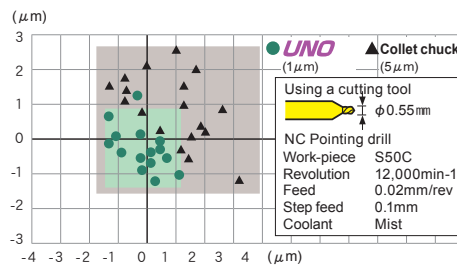 (μm)
3
2
1
0
-1
-2
-3
-4 -3 -2 -1 0 1 2 3 4 (μm)
UNO
(1μm)
Collet chuck
(5μm)
Using a cutting tool
φ0.55mm
NC Pointing drill
Work-piece S50C
Revolution 12,000min-1
Feed 0.02mm/rev
Step feed 0.1mm
Coolant Mist